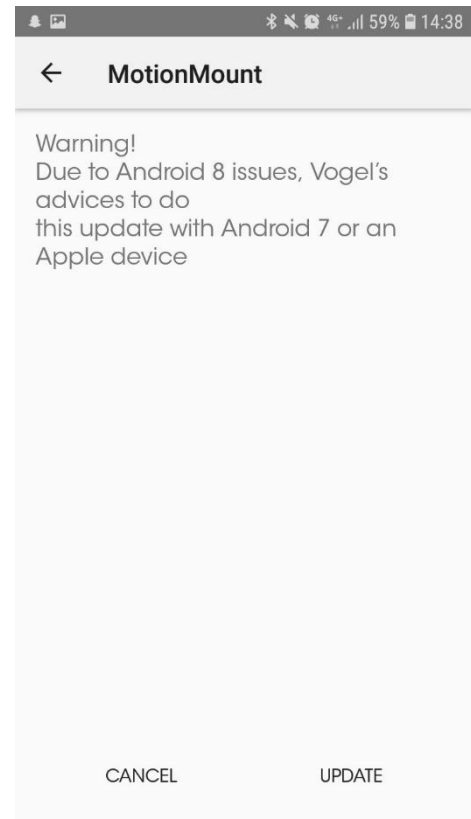 4G+ 59% 14:38
MotionMount
Warning!
Due to Android 8 issues, Vogel's
advices to do
this update with Android 7 or an
Apple device
CANCEL UPDATE